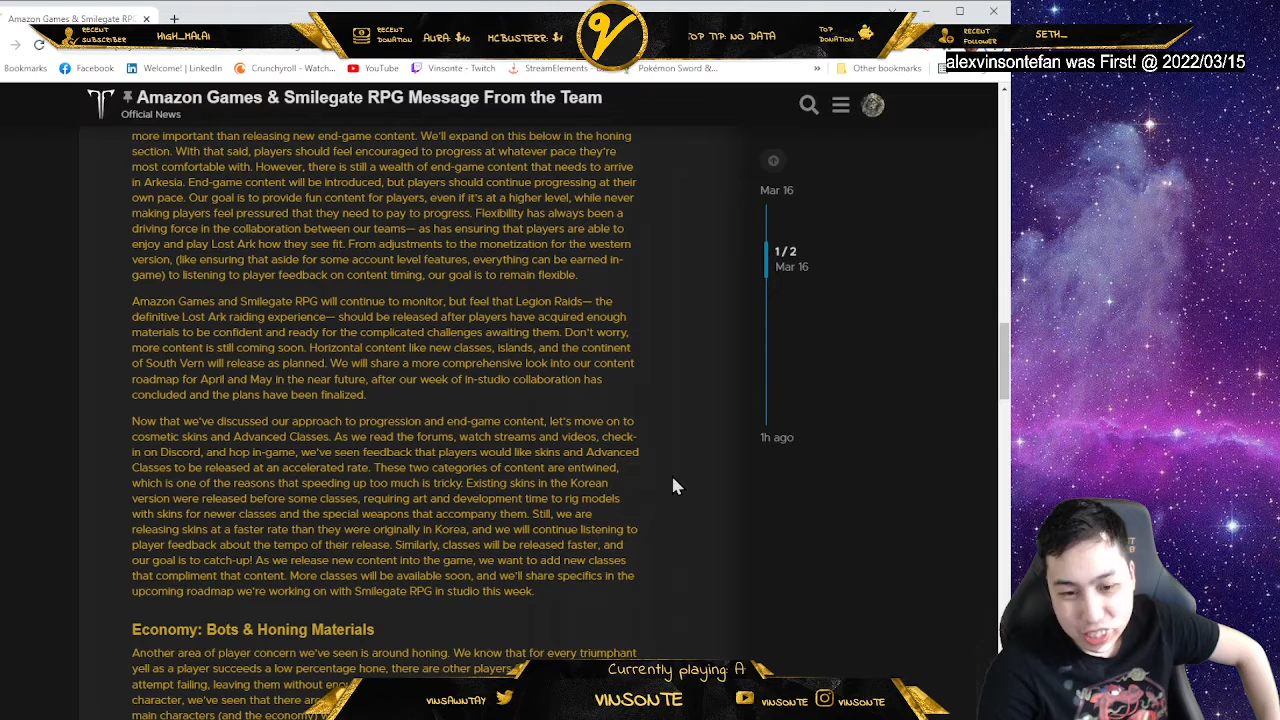 Amazon Games & Smilegate RPG
RECENT SUBSCRIBER
HIGH_MALAI
RECENT DONATION
AURA: $10
MCBUSTERR: $1
TOP TIP: NO DATA
TOP DONATION
RECENT FOLLOWER
SETH_
Bookmarks
Facebook
Welcome! | LinkedIn
Crunchyroll - Watch...
YouTube
Vinsonte - Twitch
StreamElements -
Pokémon Sword &...
»
Other bookmarks
alexvinsontefan was First! @ 2022/03/15
Amazon Games & Smilegate RPG Message From the Team
Official News
more important than releasing new end-game content. We'll expand on this below in the honing
section. With that said, players should feel encouraged to progress at whatever pace they're
most comfortable with. However, there is still a wealth of end-game content that needs to arrive
in Arkesia. End-game content will be introduced, but players should continue progressing at their
own pace. Our goal is to provide fun content for players, even if it's at a higher level, while never
making players feel pressured that they need to pay to progress. Flexibility has always been a
driving force in the collaboration between our teams— as has ensuring that players are able to
enjoy and play Lost Ark how they see fit. From adjustments to the monetization for the western
version, (like ensuring that aside for some account level features, everything can be earned in-
game) to listening to player feedback on content timing, our goal is to remain flexible.
Amazon Games and Smilegate RPG will continue to monitor, but feel that Legion Raids— the
definitive Lost Ark raiding experience— should be released after players have acquired enough
materials to be confident and ready for the complicated challenges awaiting them. Don't worry,
more content is still coming soon. Horizontal content like new classes, islands, and the continent
of South Vern will release as planned. We will share a more comprehensive look into our content
roadmap for April and May in the near future, after our week of in-studio collaboration has
concluded and the plans have been finalized.
Now that we've discussed our approach to progression and end-game content, let's move on to
cosmetic skins and Advanced Classes. As we read the forums, watch streams and videos, check-
in on Discord, and hop in-game, we've seen feedback that players would like skins and Advanced
Classes to be released at an accelerated rate. These two categories of content are entwined,
which is one of the reasons that speeding up too much is tricky. Existing skins in the Korean
version were released before some classes, requiring art and development time to rig models
with skins for newer classes and the special weapons that accompany them. Still, we are
releasing skins at a faster rate than they were originally in Korea, and we will continue listening to
player feedback about the tempo of their release. Similarly, classes will be released faster, and
our goal is to catch-up! As we release new content into the game, we want to add new classes
that compliment that content. More classes will be available soon, and we'll share specifics in the
upcoming roadmap we're working on with Smilegate RPG in studio this week.
Economy: Bots & Honing Materials
Another area of player concern we've seen is around honing. We know that for every triumphant
yell as a player succeeds a low percentage hone, there are other players
attempt failing, leaving them without
character, we've seen that there are
main characters (and the economy)
Mar 16
1 / 2
Mar 16
1h ago
Currently playing: A
VINSAWNTAY
VINSONTE
VINSONTE
VINSONTE